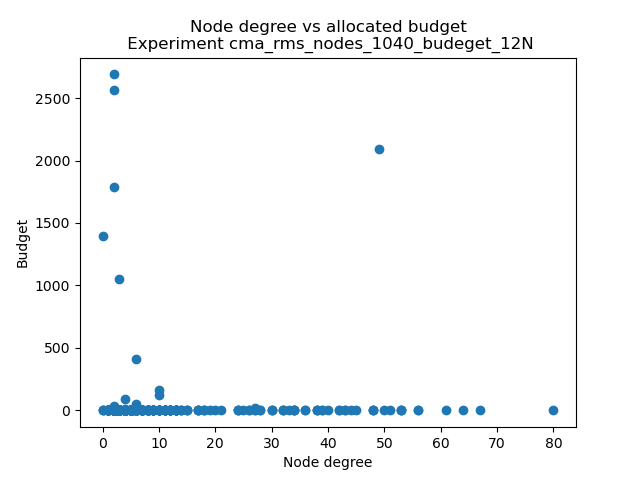 Node degree vs allocated budget
Experiment cma_rms_nodes_1040_budeget_12N
2500
2000
1500
1000
500
0
Budget
0 10 20 30 40 50 60 70 80
Node degree